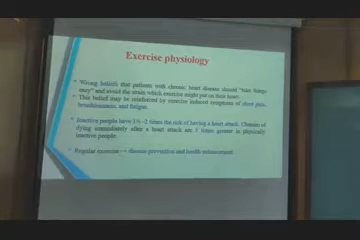 Exercise physiology
Wrong beliefs that patients with chronic heart disease should "take things
easy" and avoid the strain which exercise might put on their heart.
This belief may be reinforced by exercise induced symptoms of chest pain,
breathlessness, and fatigue.
Inactive people have 1½-2 times the risk of having a heart attack. Chances of
dying immediately after a heart attack are 3 times greater in physically
inactive people.
Regular exercise → disease prevention and health enhancement